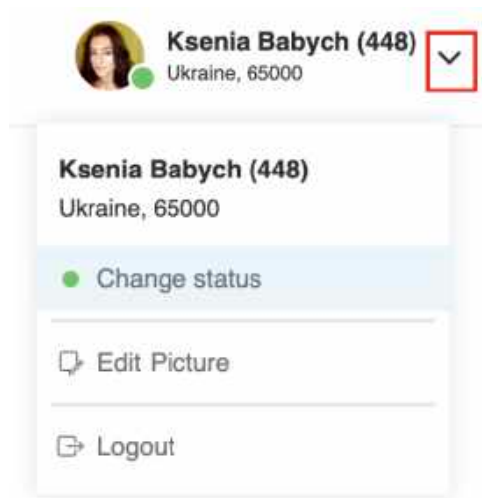 Ksenia Babych (448)
Ukraine, 65000
Ksenia Babych (448)
Ukraine, 65000
Change status
Edit Picture
Logout